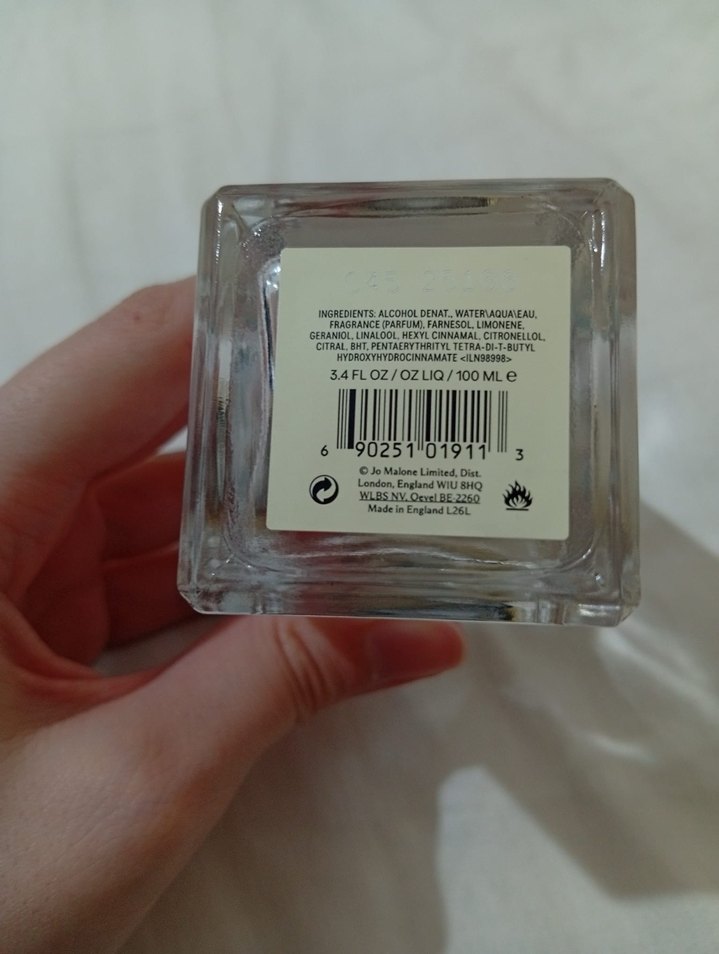 INGREDIENTS: ALCOHOL DENAT., WATER\AQUA\EAU,
FRAGRANCE (PARFUM), FARNESOL, LIMONENE,
GERANIOL, LINALOOL, HEXYL CINNAMAL, CITRONELLOL,
CITRAL, BHT, PENTAERYTHRITYL TETRA-DI-T-BUTYL
HYDROXYHYDROCINNAMATE <ILN98998>
3.4 FL OZ / OZ LIQ / 100 ML ℮
6 90251 01911 3
© Jo Malone Limited, Dist.
London, England W1U 8HQ
WLBS NV, Oevel BE-2260
Made in England L26L